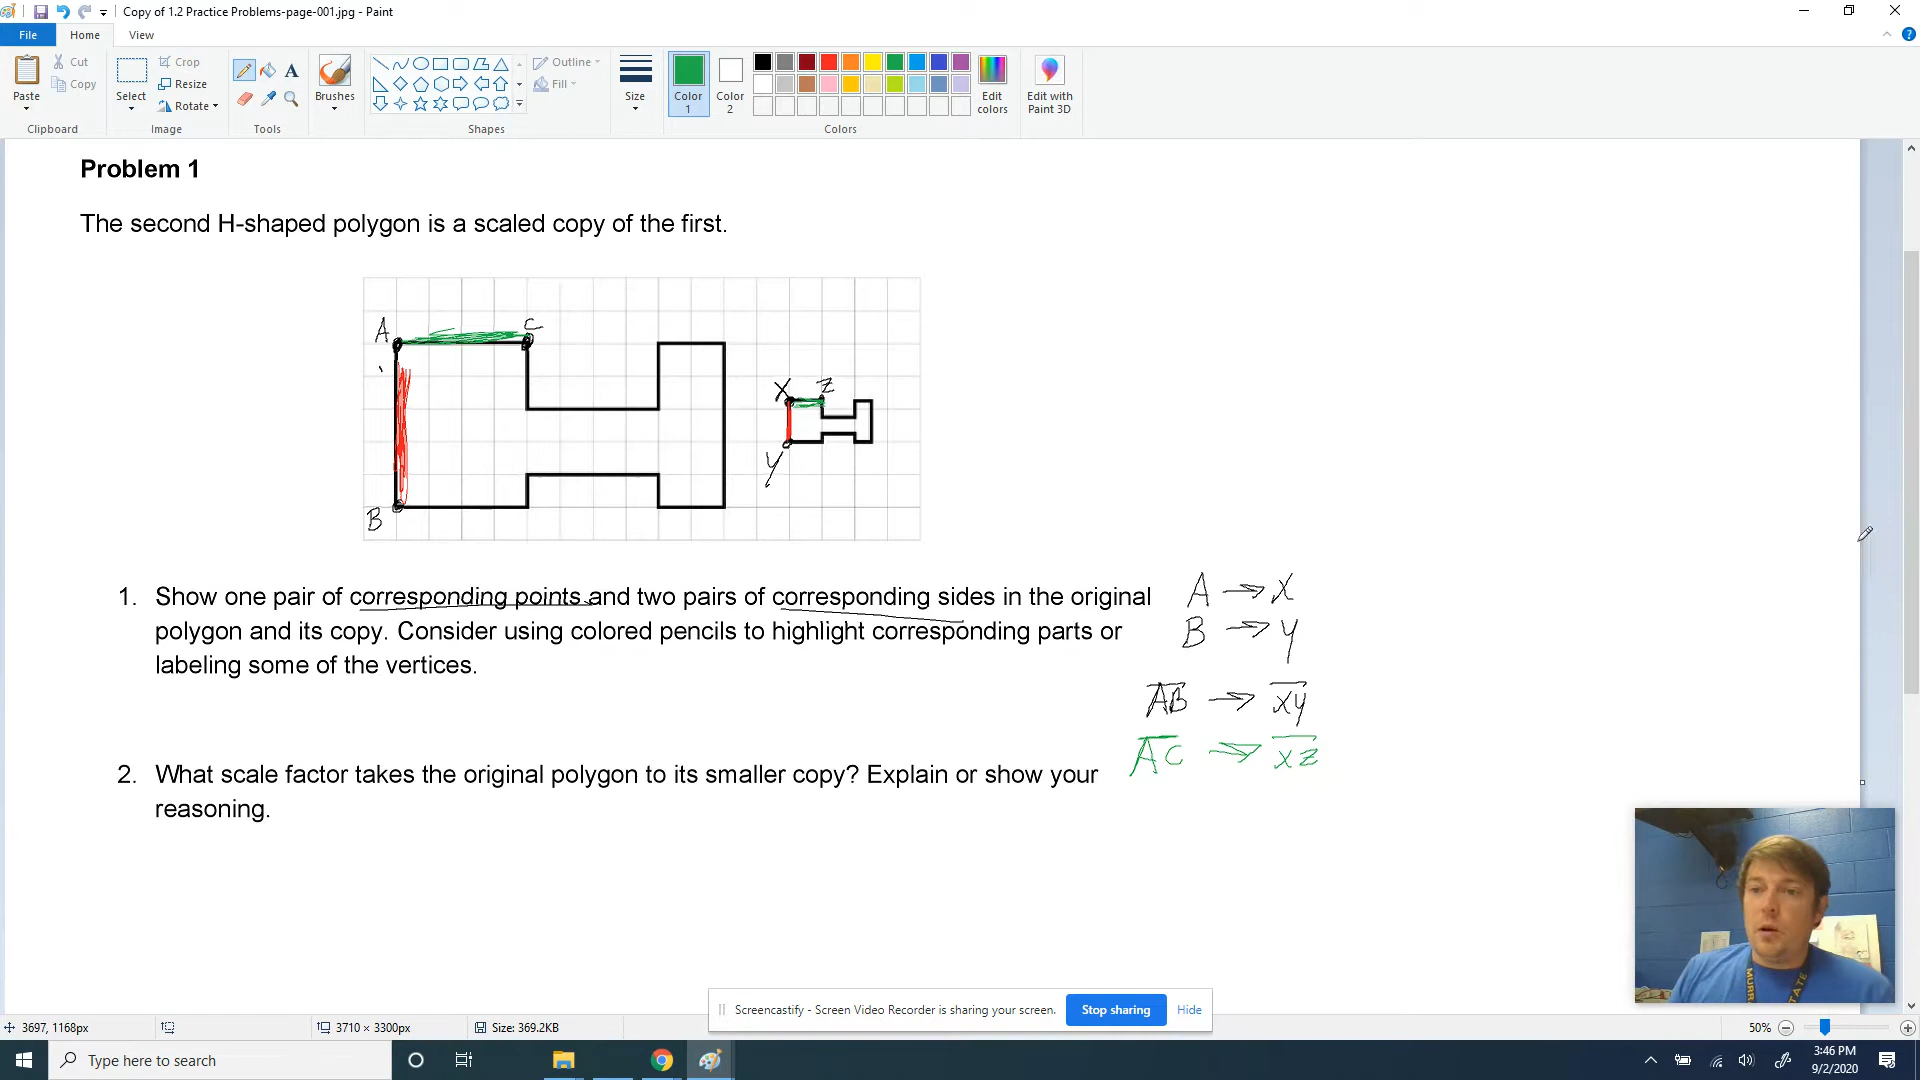 Copy of 1.2 Practice Problems-page-001.jpg - Paint
File Home View
Paste Cut Copy Clipboard
Select Crop Resize Rotate Image
Tools
Brushes
Outline Fill Shapes
Size
Color 1 Color 2 Edit colors Colors
Edit with Paint 3D
Problem 1
The second H-shaped polygon is a scaled copy of the first.
A C
X Z
Y
B
1. Show one pair of corresponding points and two pairs of corresponding sides in the original
polygon and its copy. Consider using colored pencils to highlight corresponding parts or
labeling some of the vertices.
A → X
B → Y
AB → XY
AC → XZ
2. What scale factor takes the original polygon to its smaller copy? Explain or show your
reasoning.
Screencastify - Screen Video Recorder is sharing your screen. Stop sharing Hide
3697, 1168px 3710 × 3300px Size: 369.2KB 50%
Type here to search
3:46 PM
9/2/2020